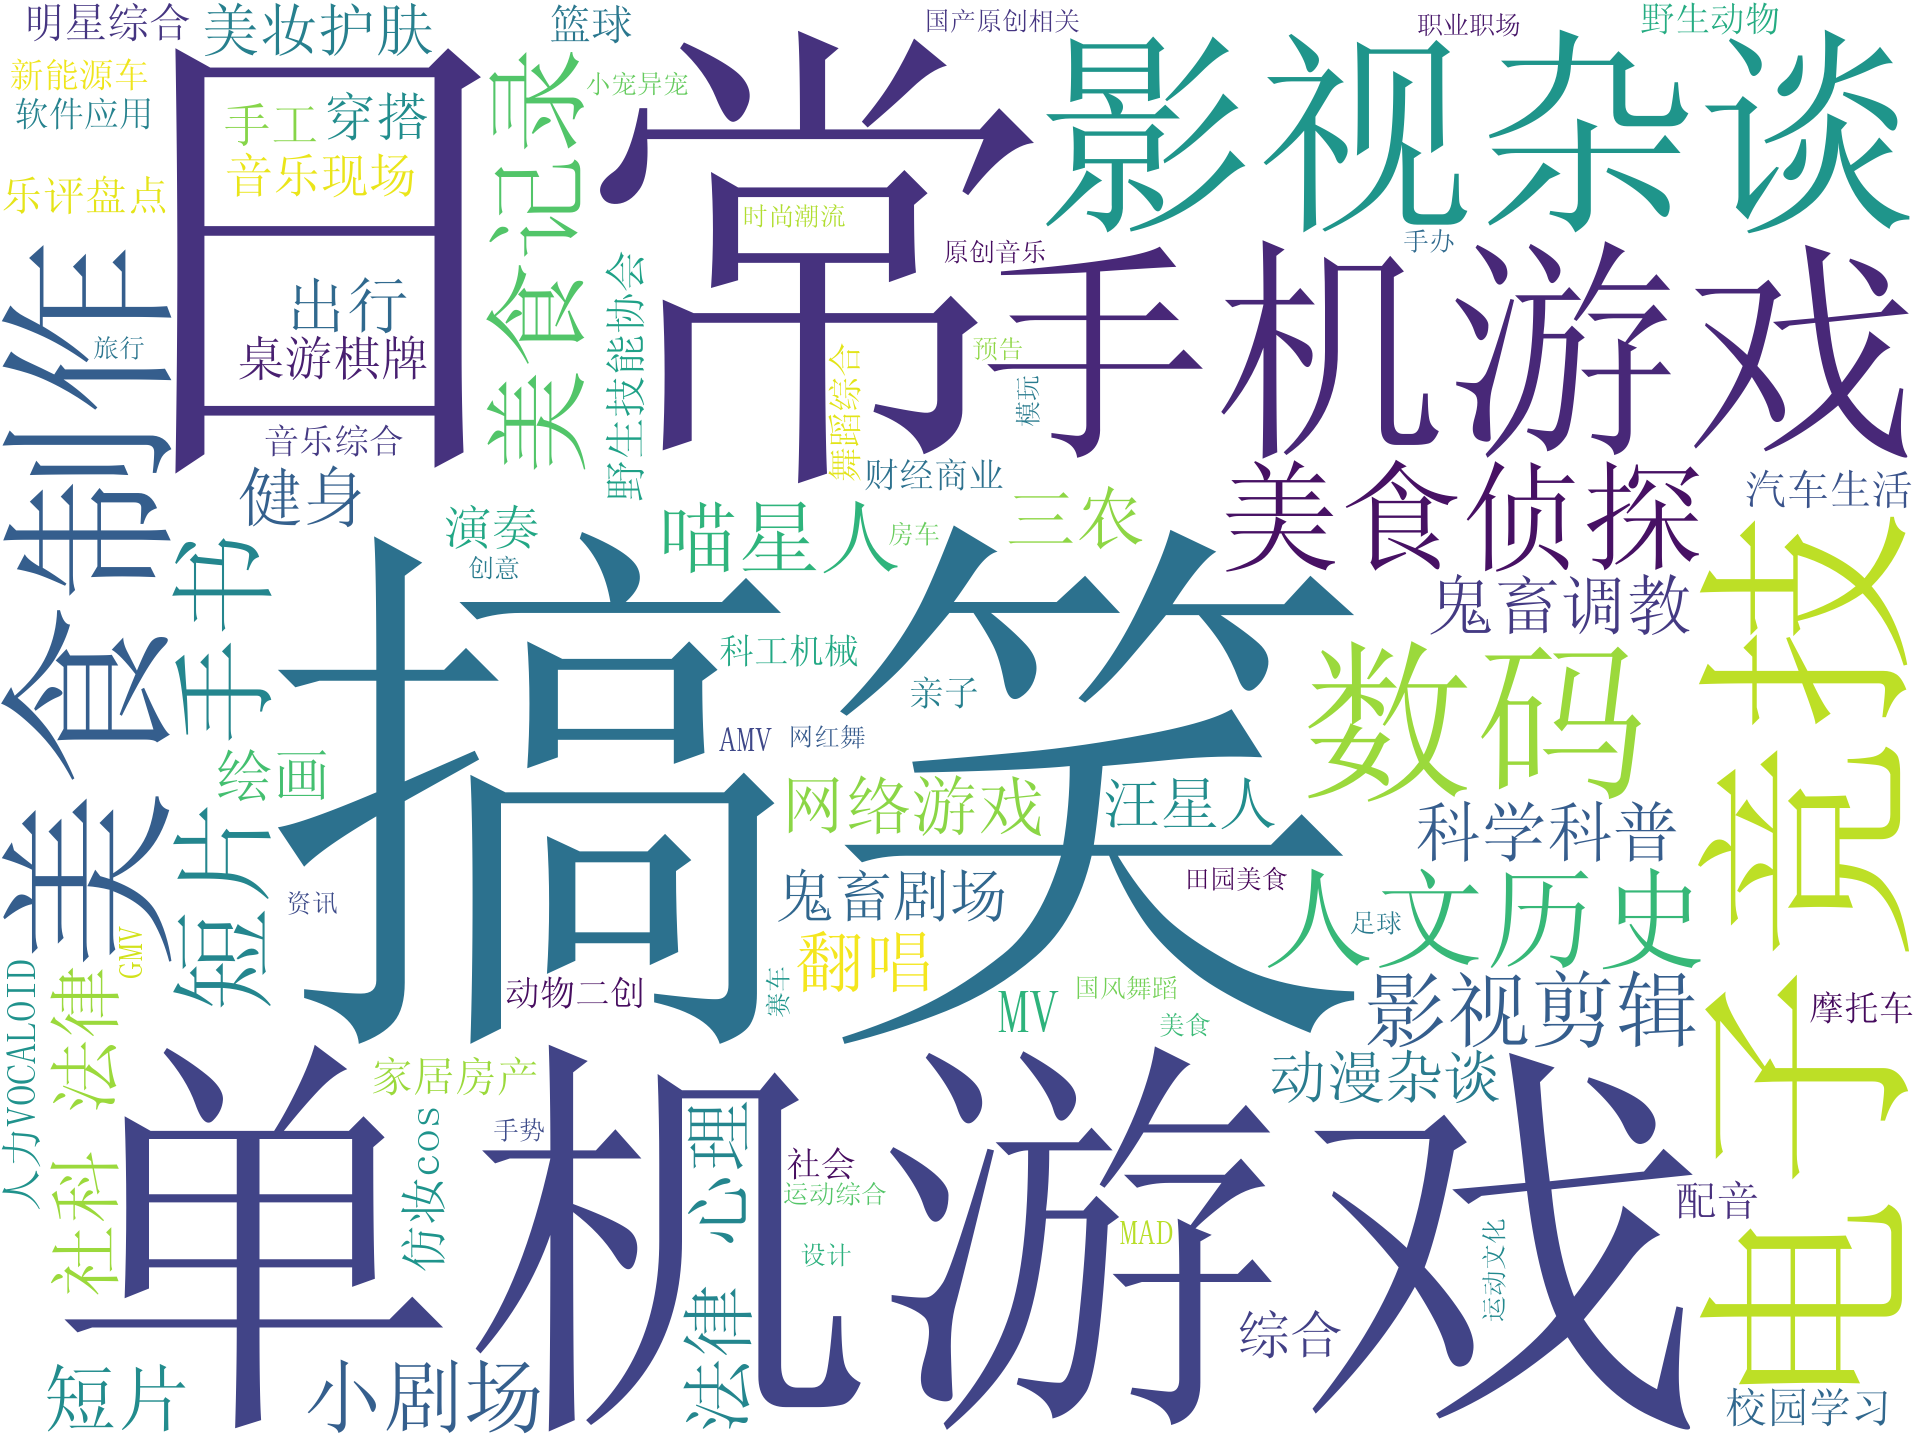 明星综合
美妆护肤
篮球
国产原创相关
职业职场
野生动物
新能源车
软件应用
手工
穿搭
音乐现场
乐评盘点
日常
影视杂谈
小宠异宠
美食记录
时尚潮流
原创音乐
手办
手机游戏
出行
桌游棋牌
旅行
音乐综合
野生技能协会
预告
模玩
舞蹈综合
美食制作
健身
财经商业
美食侦探
汽车生活
手书
演奏
创意
喵星人
房车
三农
鬼畜调教
电子竞技
搞笑
科工机械
亲子
AMV
网红舞
数码
绘画
网络游戏
汪星人
科学科普
短片
资讯
鬼畜剧场
田园美食
人文历史
足球
翻唱
GMV
人力VOCALOID
社科 法律
动物二创
赛车
MV
国风舞蹈
美食
影视剪辑
摩托车
家居房产
动漫杂谈
单机游戏
仿妆cos
手势
法律 心理
社会
运动综合
MAD
设计
配音
运动文化
综合
短片
小剧场
校园学习